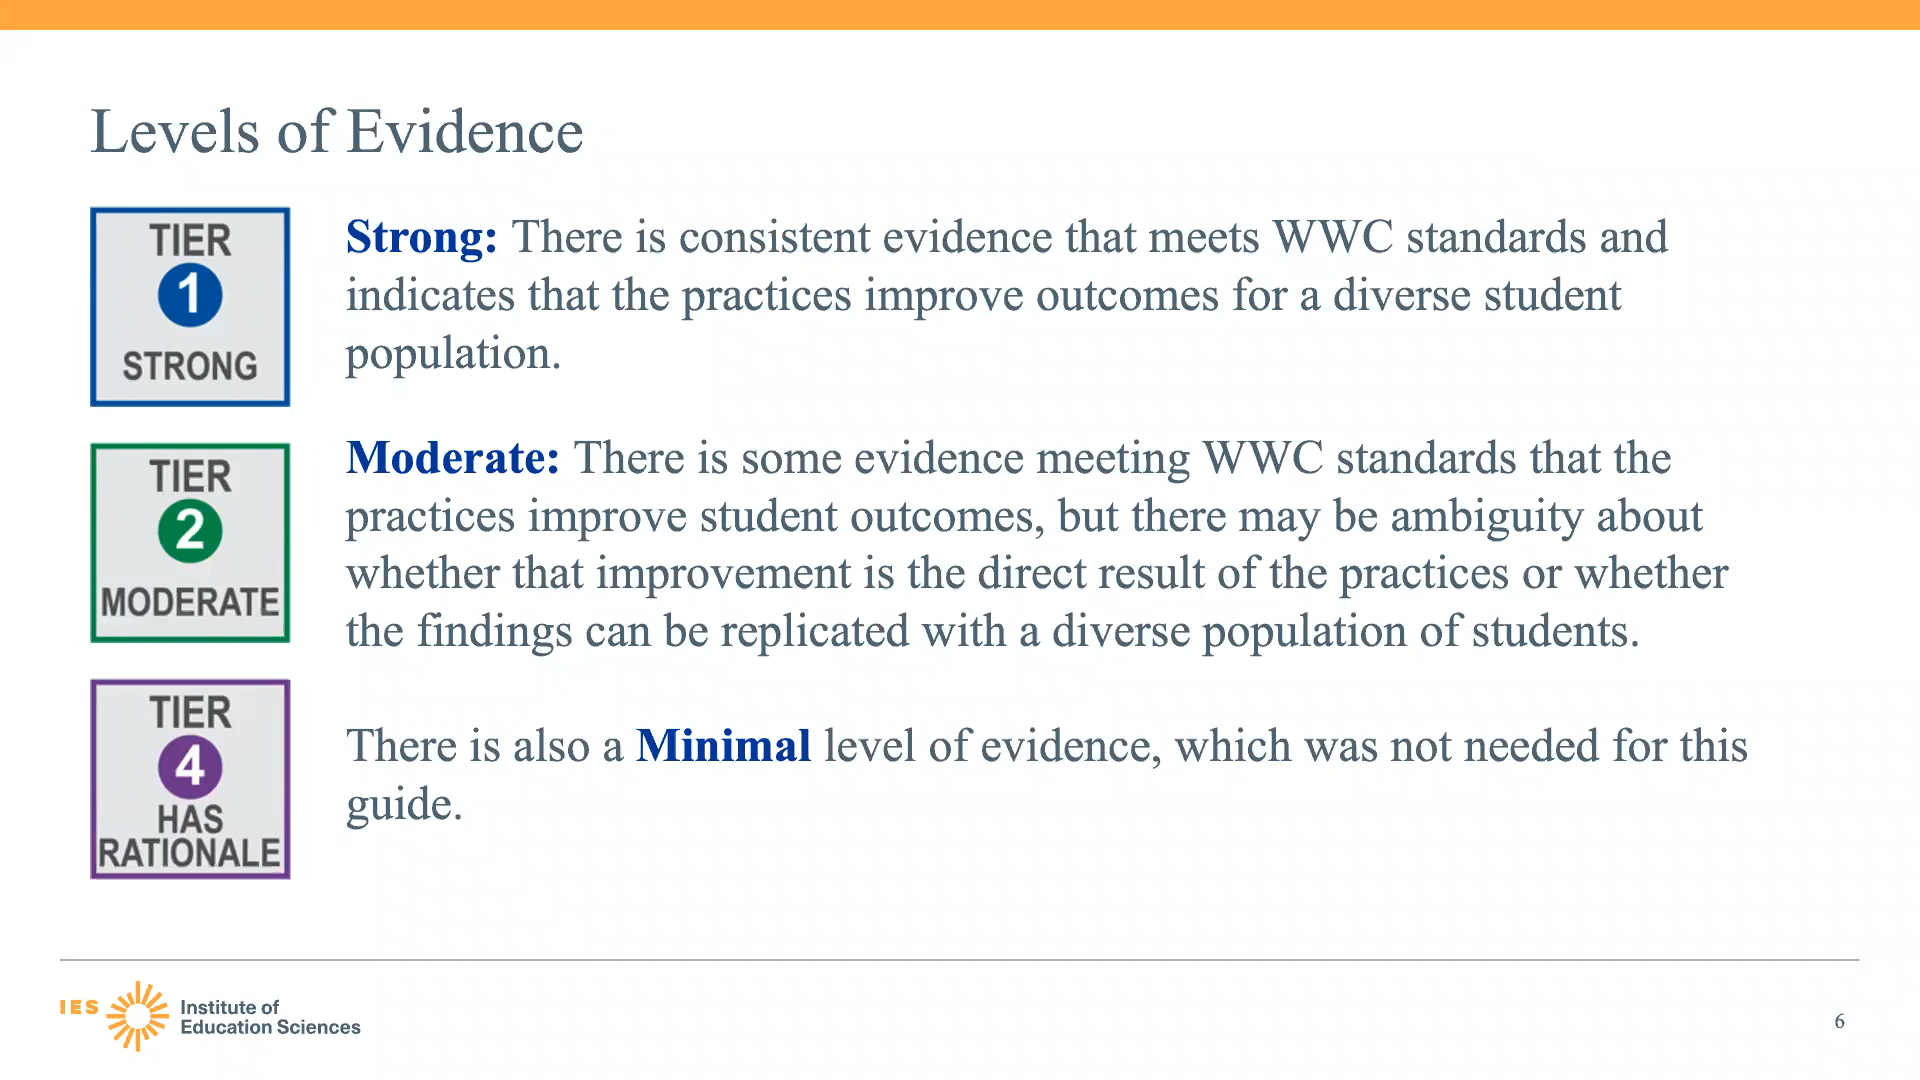 Levels of Evidence
TIER
1
STRONG
Strong: There is consistent evidence that meets WWC standards and
indicates that the practices improve outcomes for a diverse student
population.
TIER
2
MODERATE
Moderate: There is some evidence meeting WWC standards that the
practices improve student outcomes, but there may be ambiguity about
whether that improvement is the direct result of the practices or whether
the findings can be replicated with a diverse population of students.
TIER
4
HAS
RATIONALE
There is also a Minimal level of evidence, which was not needed for this
guide.
IES
Institute of
Education Sciences
6